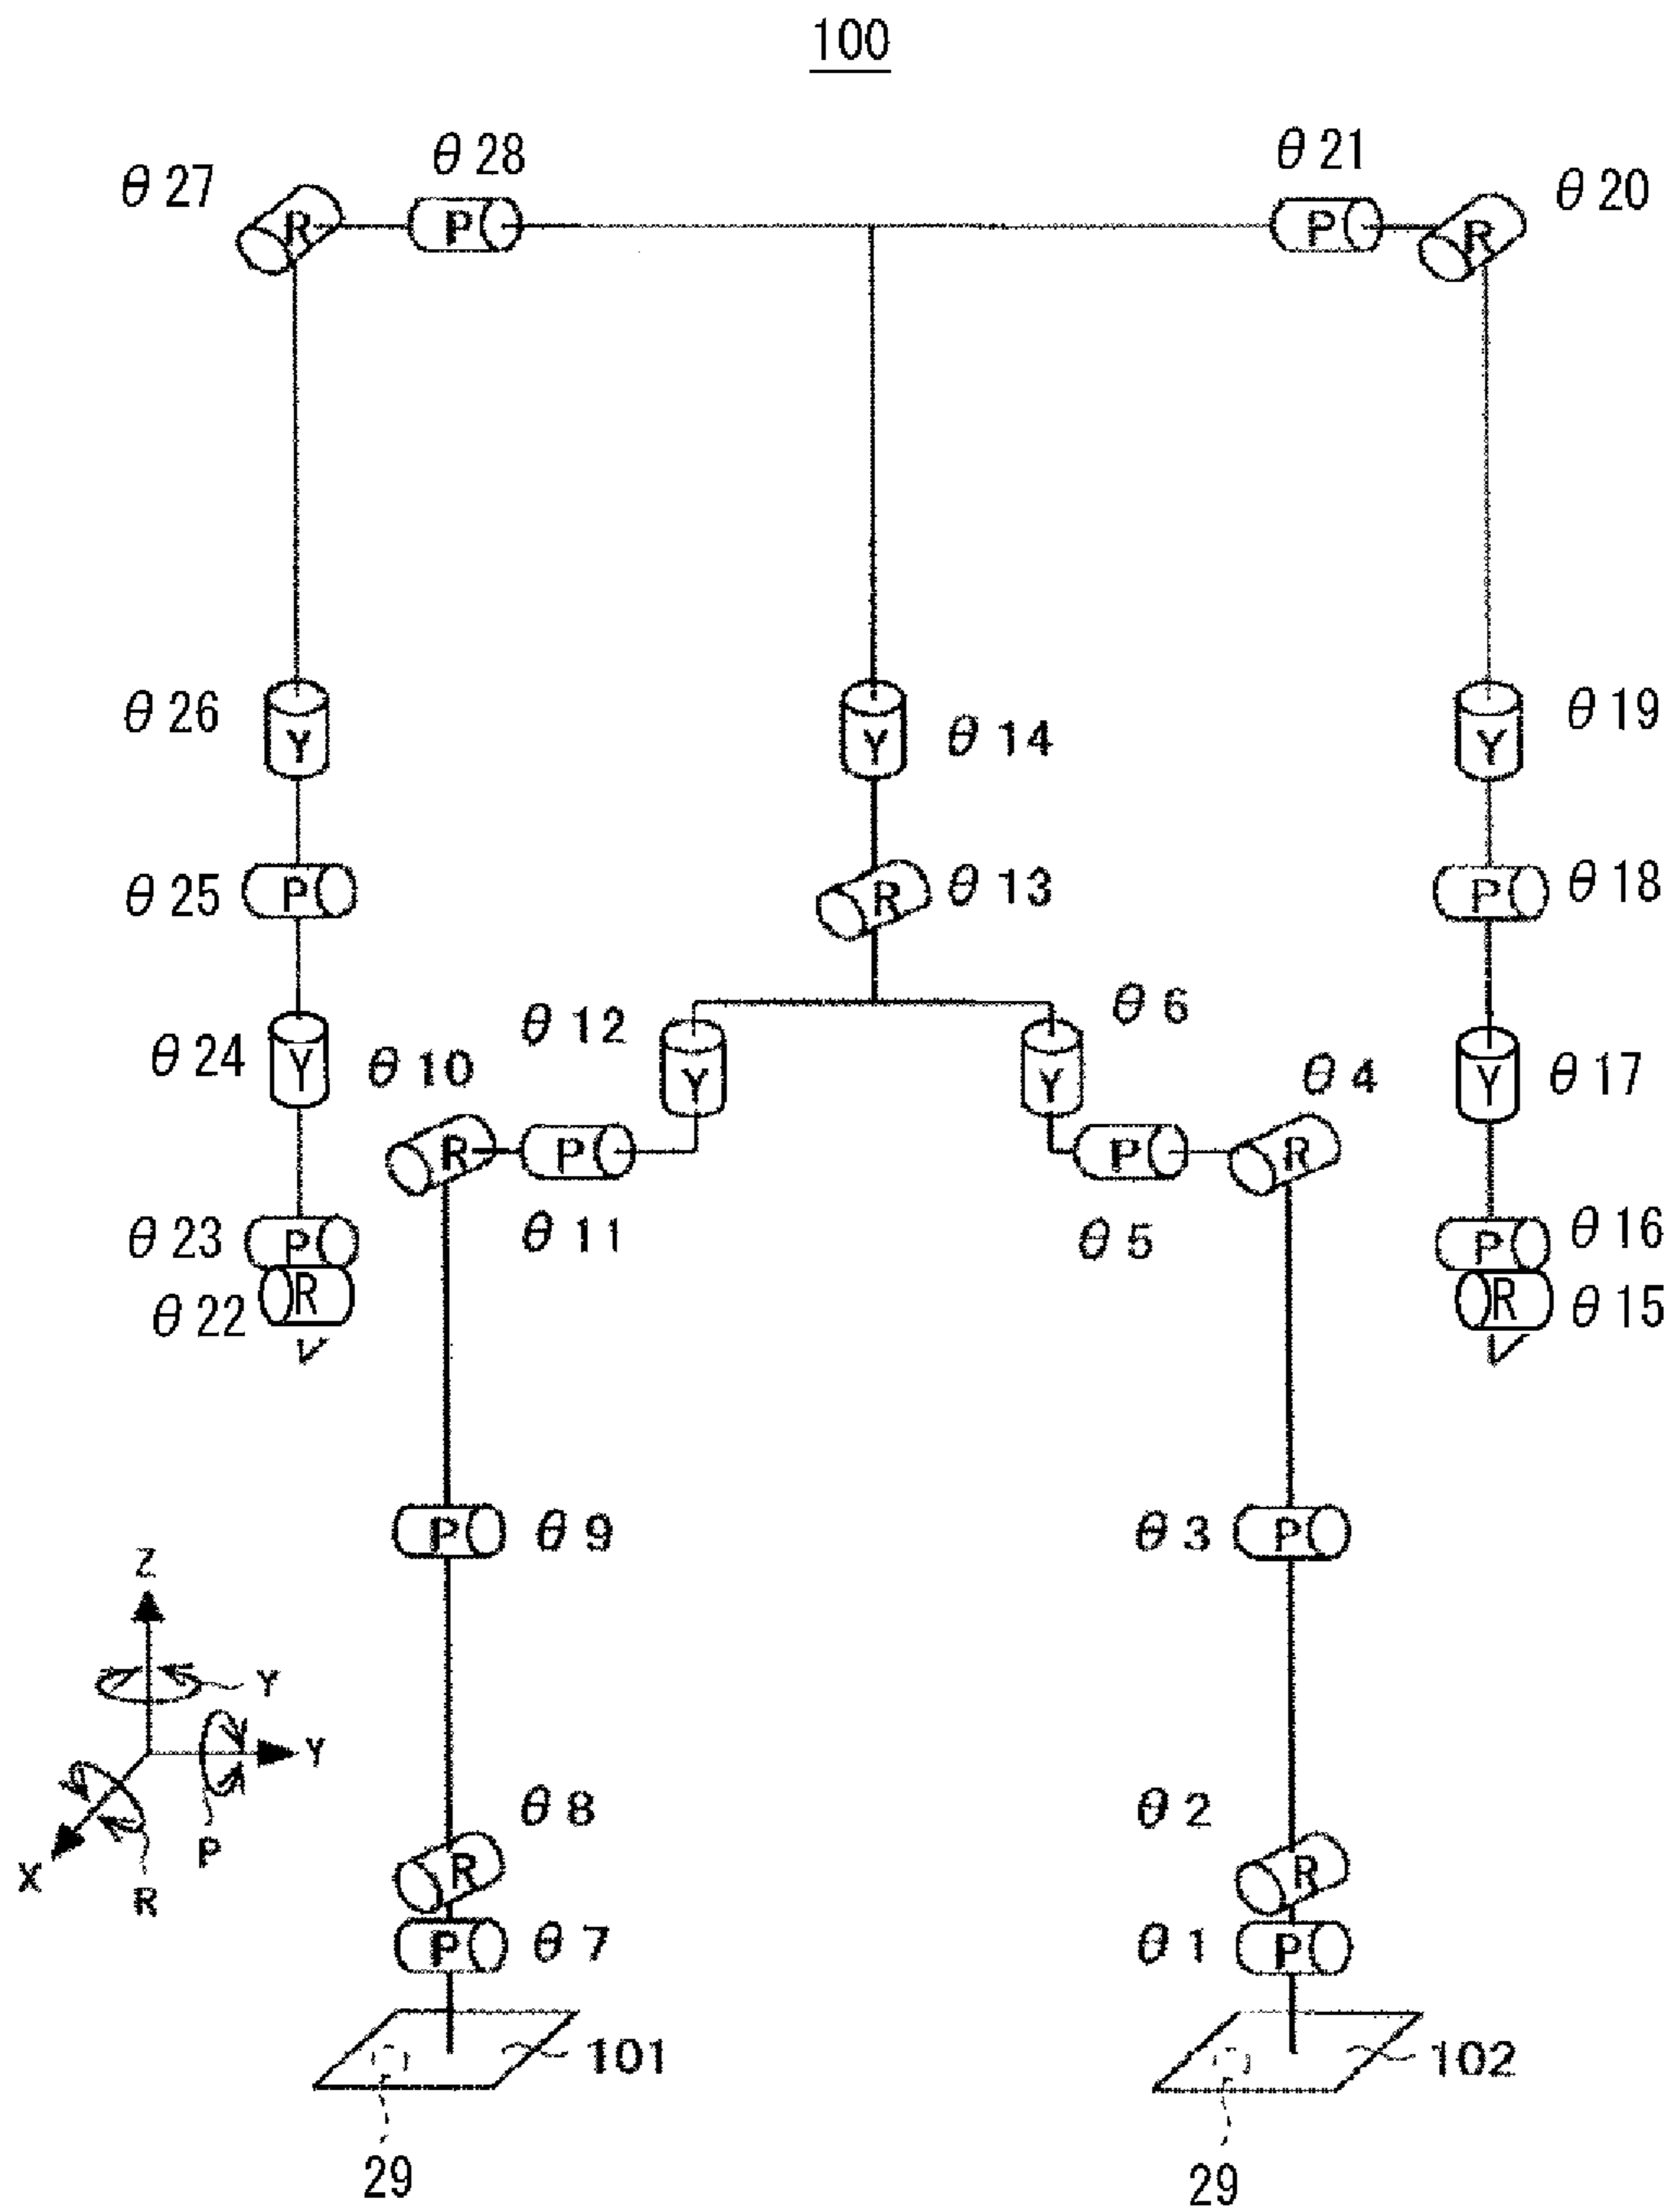 100
θ 28 θ 21
θ 27 θ 20
R P P R
θ 26 θ 19
Y Y θ 14 Y
θ 25 P R θ 13 P θ 18
θ 12 θ 6
θ 24 Y θ 10 Y Y θ 4 Y θ 17
R P P R
θ 23 P θ 11 θ 5 P θ 16
θ 22 R R θ 15
P θ 9 θ 3 P
Z
Y
Y
θ 8 θ 2
X R P R R
P θ 7 θ 1 P
101 102
29 29